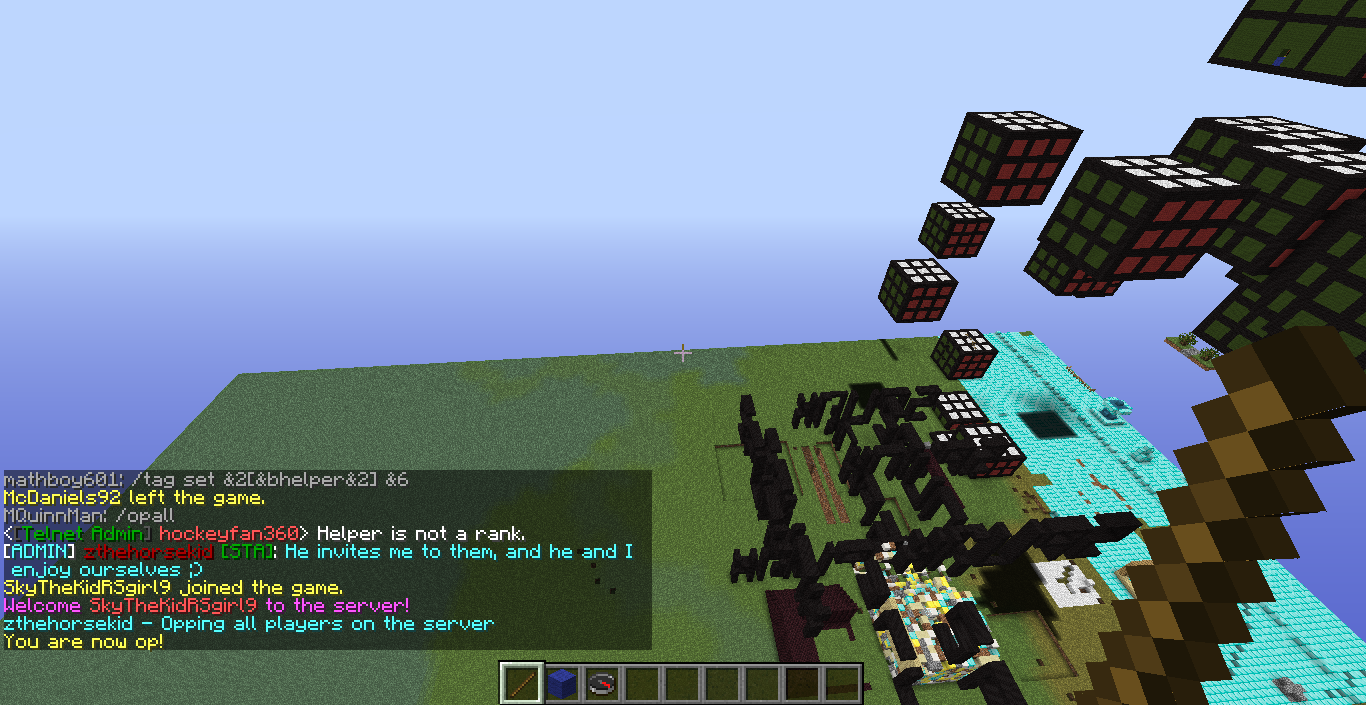 mathboy601: /tag set &2[&bhelper&2] &6
McDaniels92 left the game.
MQuinnMan: /opall
<[Telnet Admin] hockeyfan360> Helper is not a rank.
[ADMIN] zthehorsekid [STA]: He invites me to them, and he and I
enjoy ourselves ;)
SkyTheKidRSgirl9 joined the game.
Welcome SkyTheKidRSgirl9 to the server!
zthehorsekid - Opping all players on the server
You are now op!